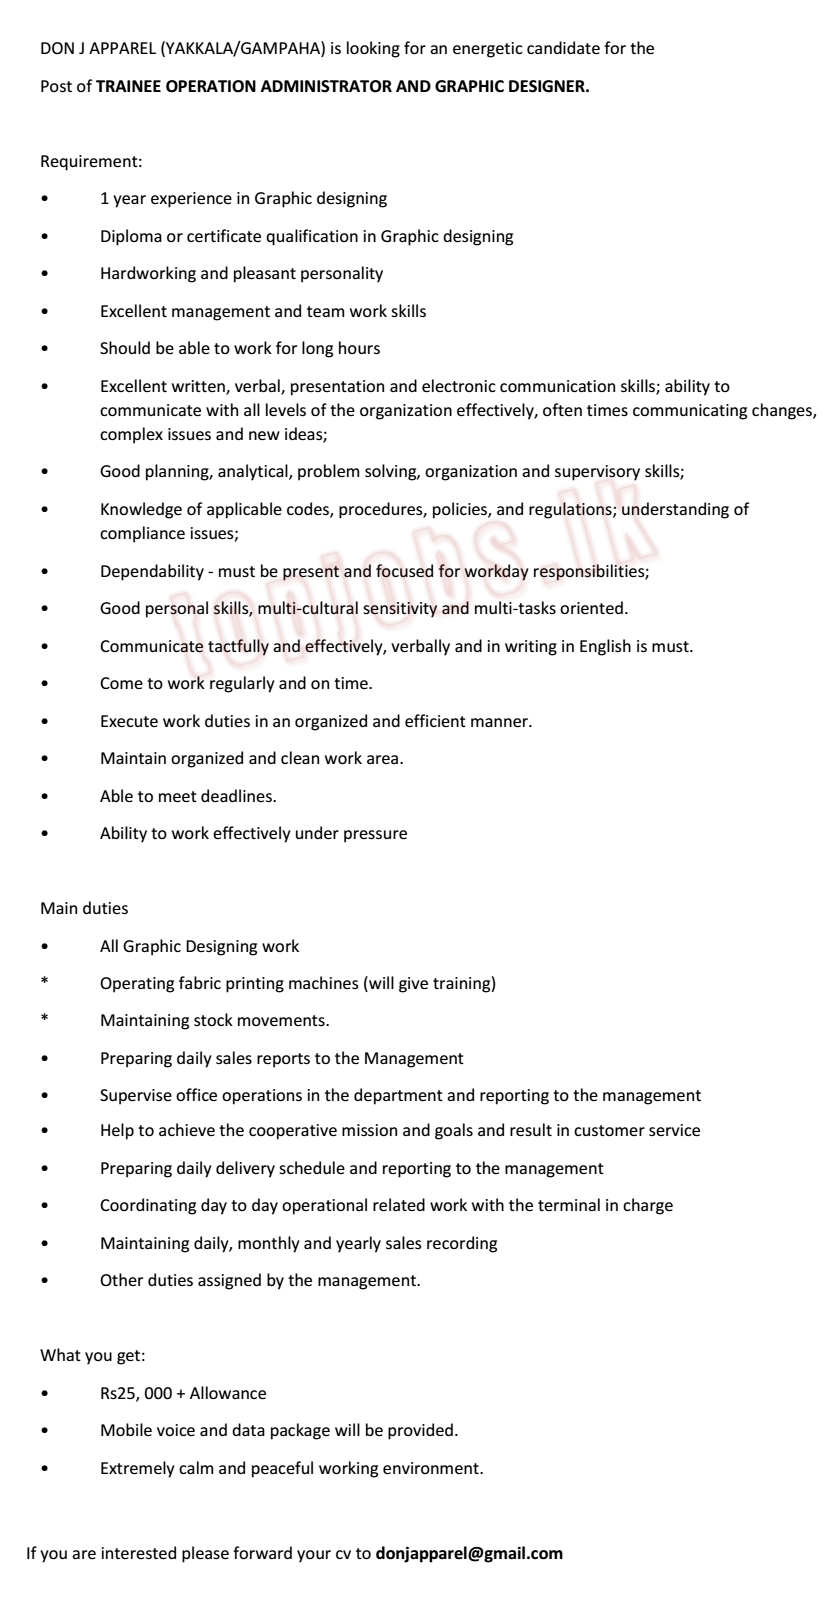 DON J APPAREL (YAKKALA/GAMPAHA) is looking for an energetic candidate for the
Post of TRAINEE OPERATION ADMINISTRATOR AND GRAPHIC DESIGNER.
Requirement:
• 1 year experience in Graphic designing
• Diploma or certificate qualification in Graphic designing
• Hardworking and pleasant personality
• Excellent management and team work skills
• Should be able to work for long hours
• Excellent written, verbal, presentation and electronic communication skills; ability to
communicate with all levels of the organization effectively, often times communicating changes,
complex issues and new ideas;
• Good planning, analytical, problem solving, organization and supervisory skills;
• Knowledge of applicable codes, procedures, policies, and regulations; understanding of
compliance issues;
• Dependability - must be present and focused for workday responsibilities;
• Good personal skills, multi-cultural sensitivity and multi-tasks oriented.
• Communicate tactfully and effectively, verbally and in writing in English is must.
• Come to work regularly and on time.
• Execute work duties in an organized and efficient manner.
• Maintain organized and clean work area.
• Able to meet deadlines.
• Ability to work effectively under pressure
topjobs.lk
Main duties
• All Graphic Designing work
* Operating fabric printing machines (will give training)
* Maintaining stock movements.
• Preparing daily sales reports to the Management
• Supervise office operations in the department and reporting to the management
• Help to achieve the cooperative mission and goals and result in customer service
• Preparing daily delivery schedule and reporting to the management
• Coordinating day to day operational related work with the terminal in charge
• Maintaining daily, monthly and yearly sales recording
• Other duties assigned by the management.
What you get:
• Rs25, 000 + Allowance
• Mobile voice and data package will be provided.
• Extremely calm and peaceful working environment.
If you are interested please forward your cv to donjapparel@gmail.com